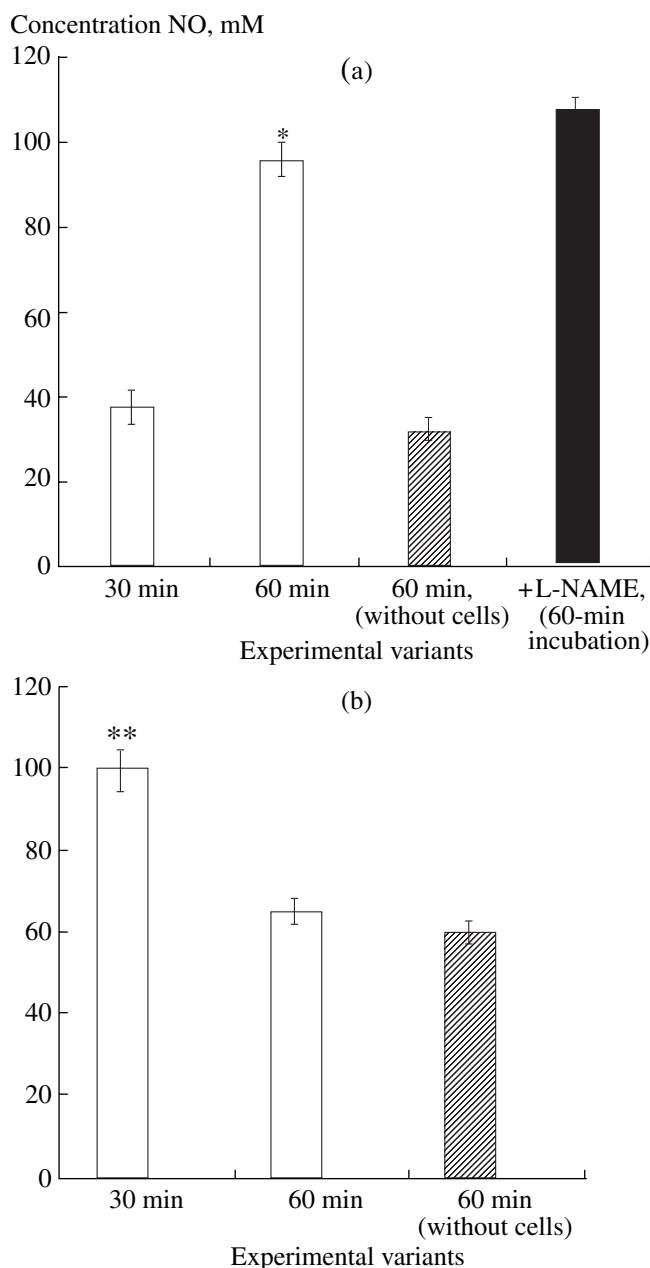 Concentration NO, mM
120
(a)
100
*
80
60
40
20
0
30 min
60 min
60 min,
(without cells)
+L-NAME,
(60-min
incubation)
Experimental variants
120
(b)
**
100
80
60
40
20
0
30 min
60 min
60 min
(without cells)
Experimental variants